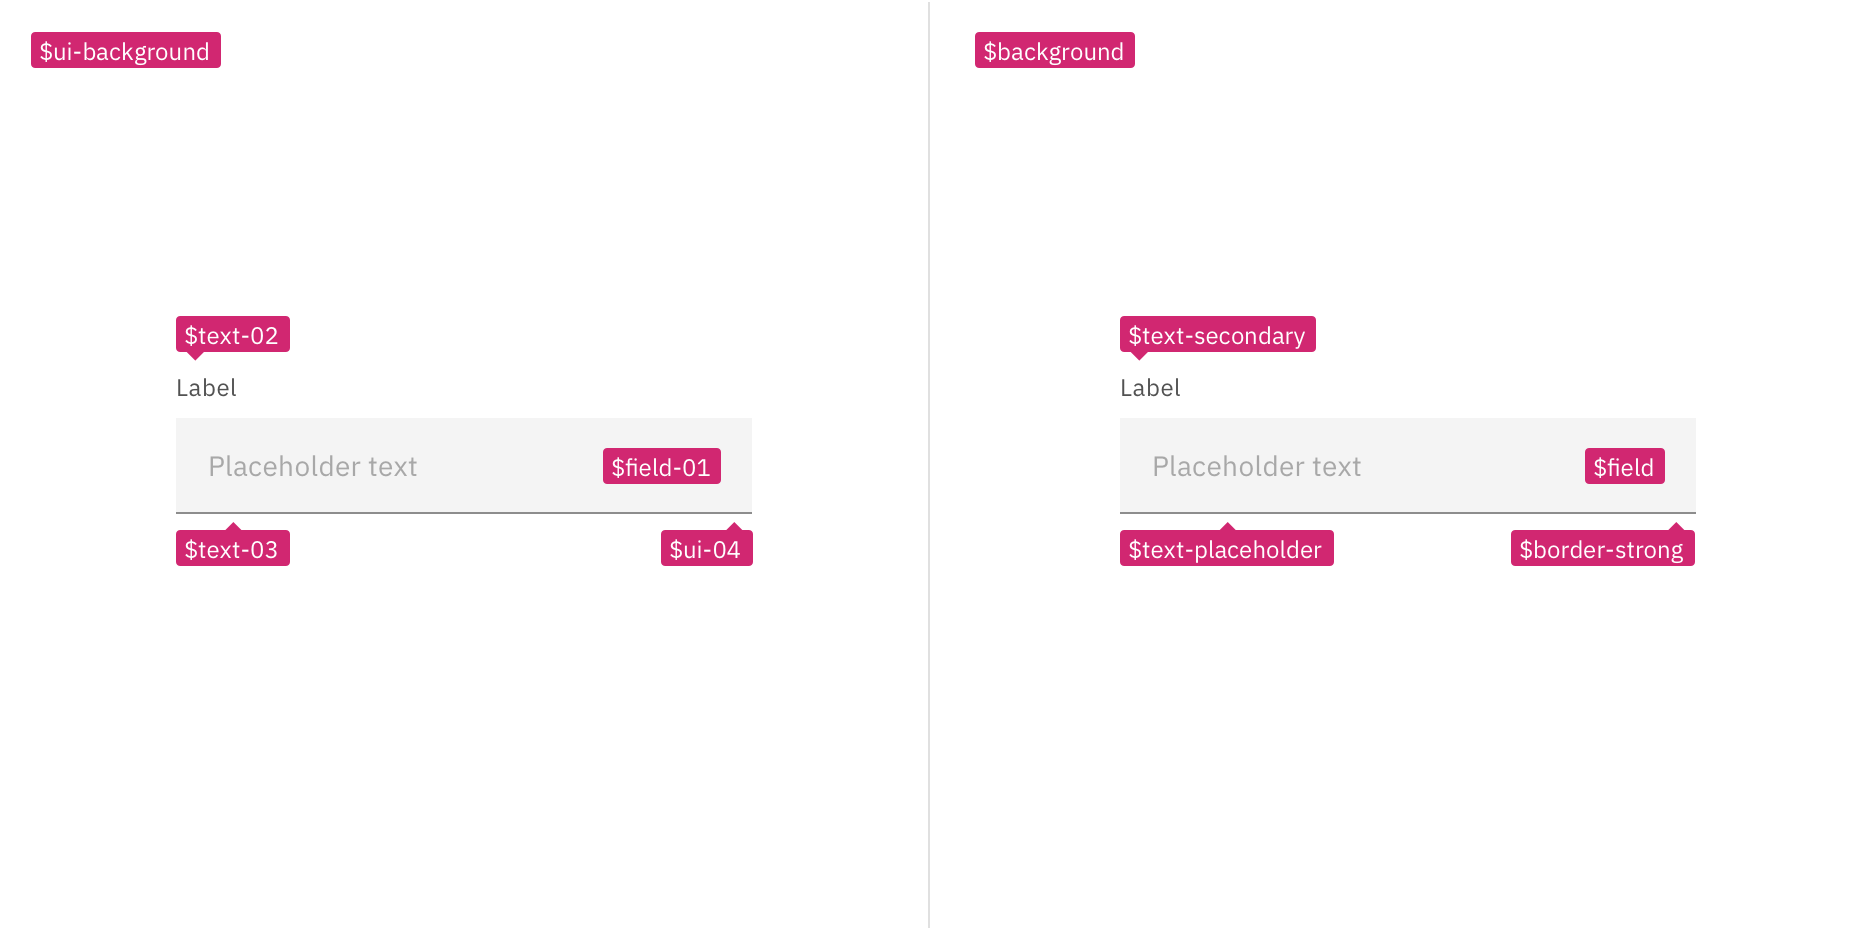 $ui-background
$text-02
Label
Placeholder text
$field-01
$text-03
$ui-04
$background
$text-secondary
Label
Placeholder text
$field
$text-placeholder
$border-strong